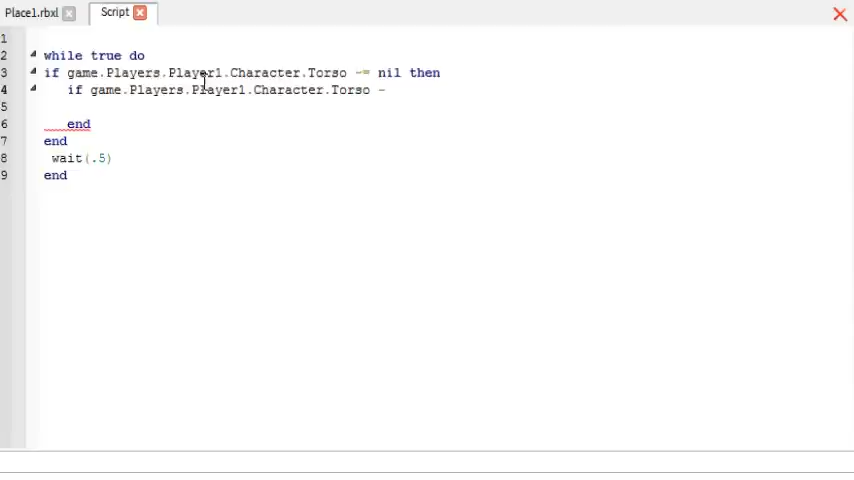 Place1.rbxl
Script
1
2 while true do
3 if game.Players.Player1.Character.Torso ~= nil then
4 if game.Players.Player1.Character.Torso ~
5
6 end
7 end
8 wait(.5)
9 end